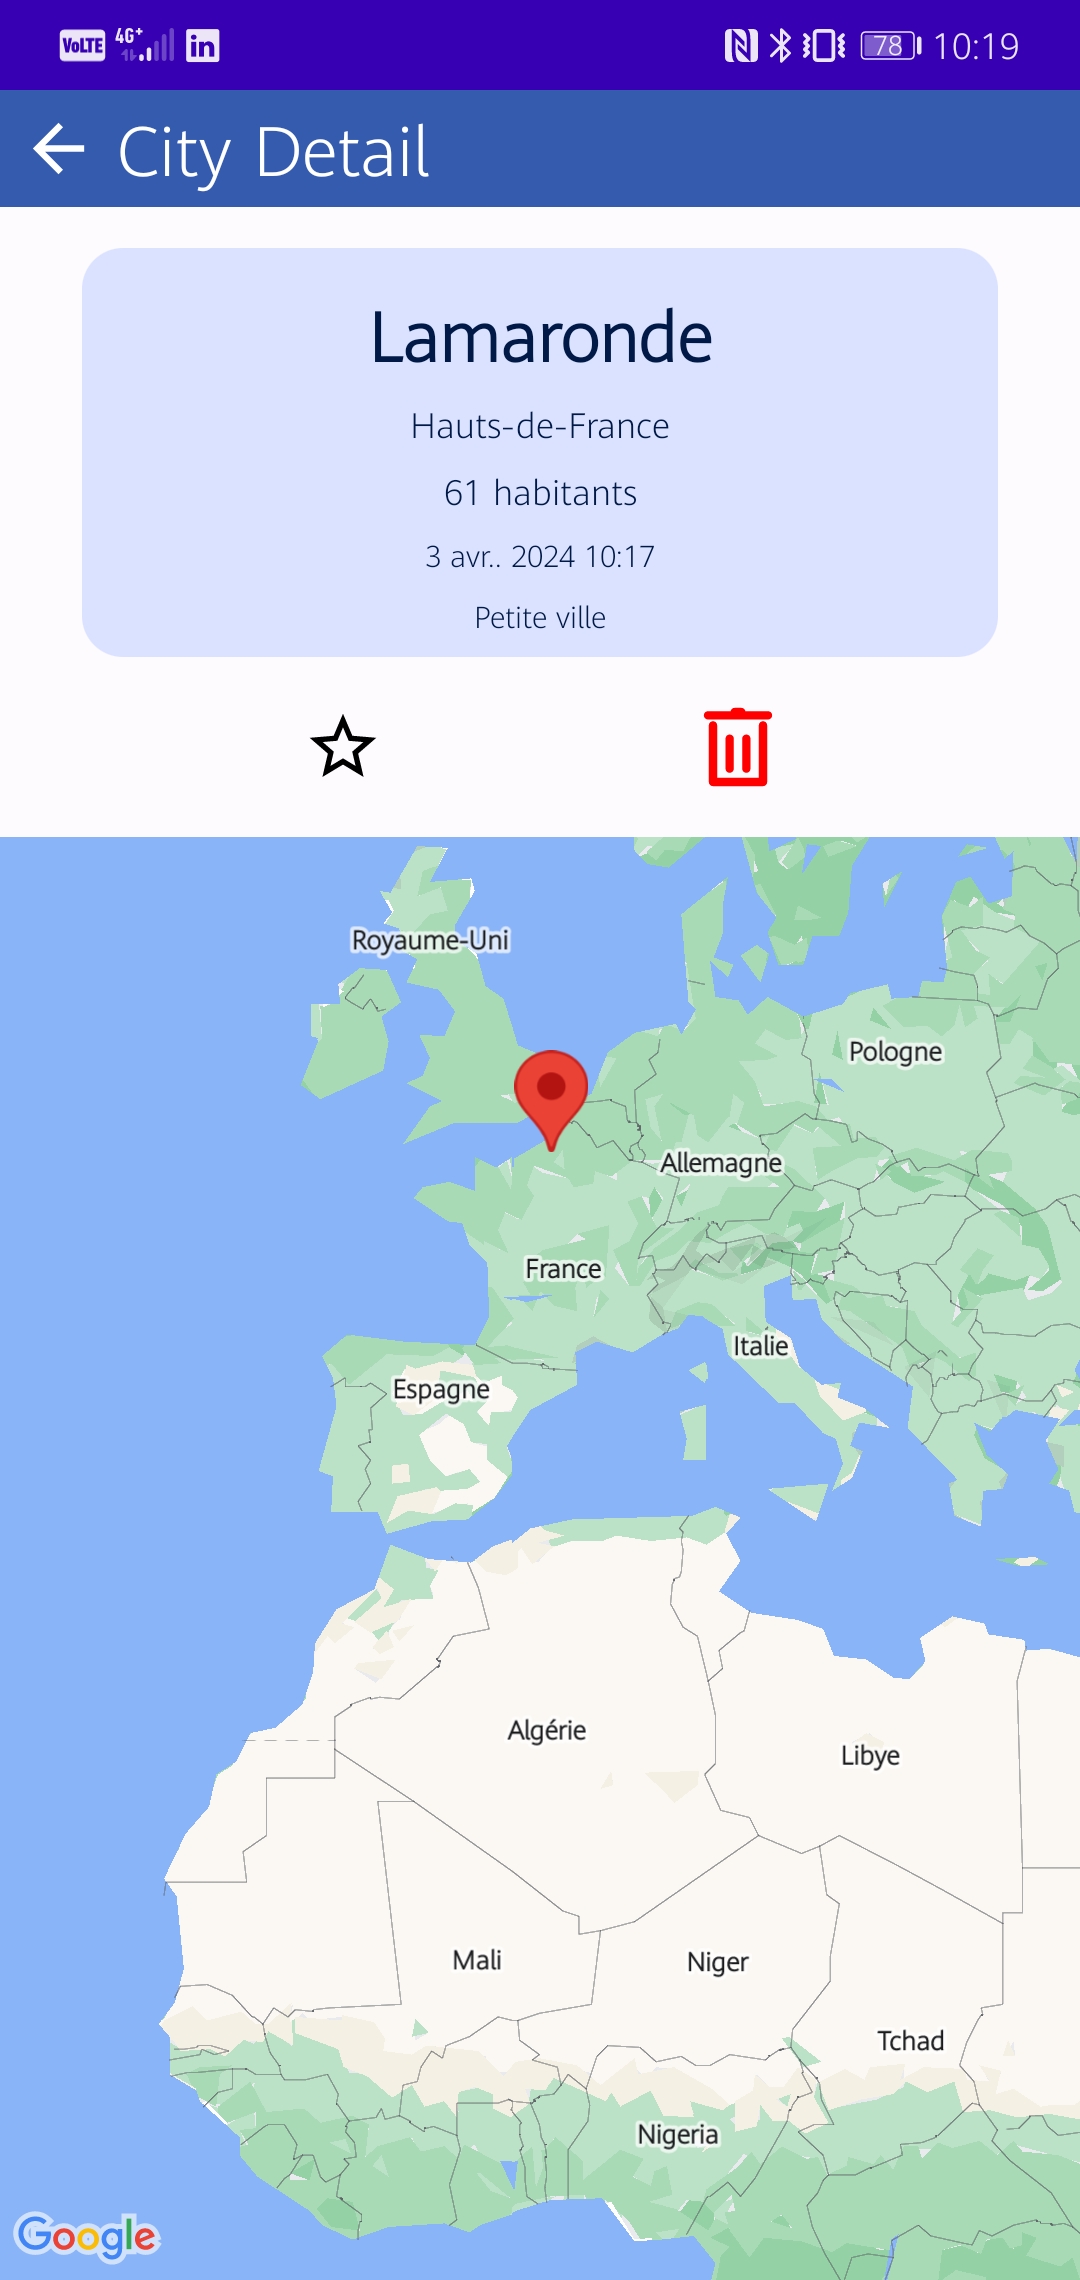 VoLTE 4G+ in 78 10:19
City Detail
Lamaronde
Hauts-de-France
61 habitants
3 avr.. 2024 10:17
Petite ville
Royaume-Uni
Pologne
Allemagne
France
Italie
Espagne
Algérie
Libye
Mali
Niger
Tchad
Nigeria
Google